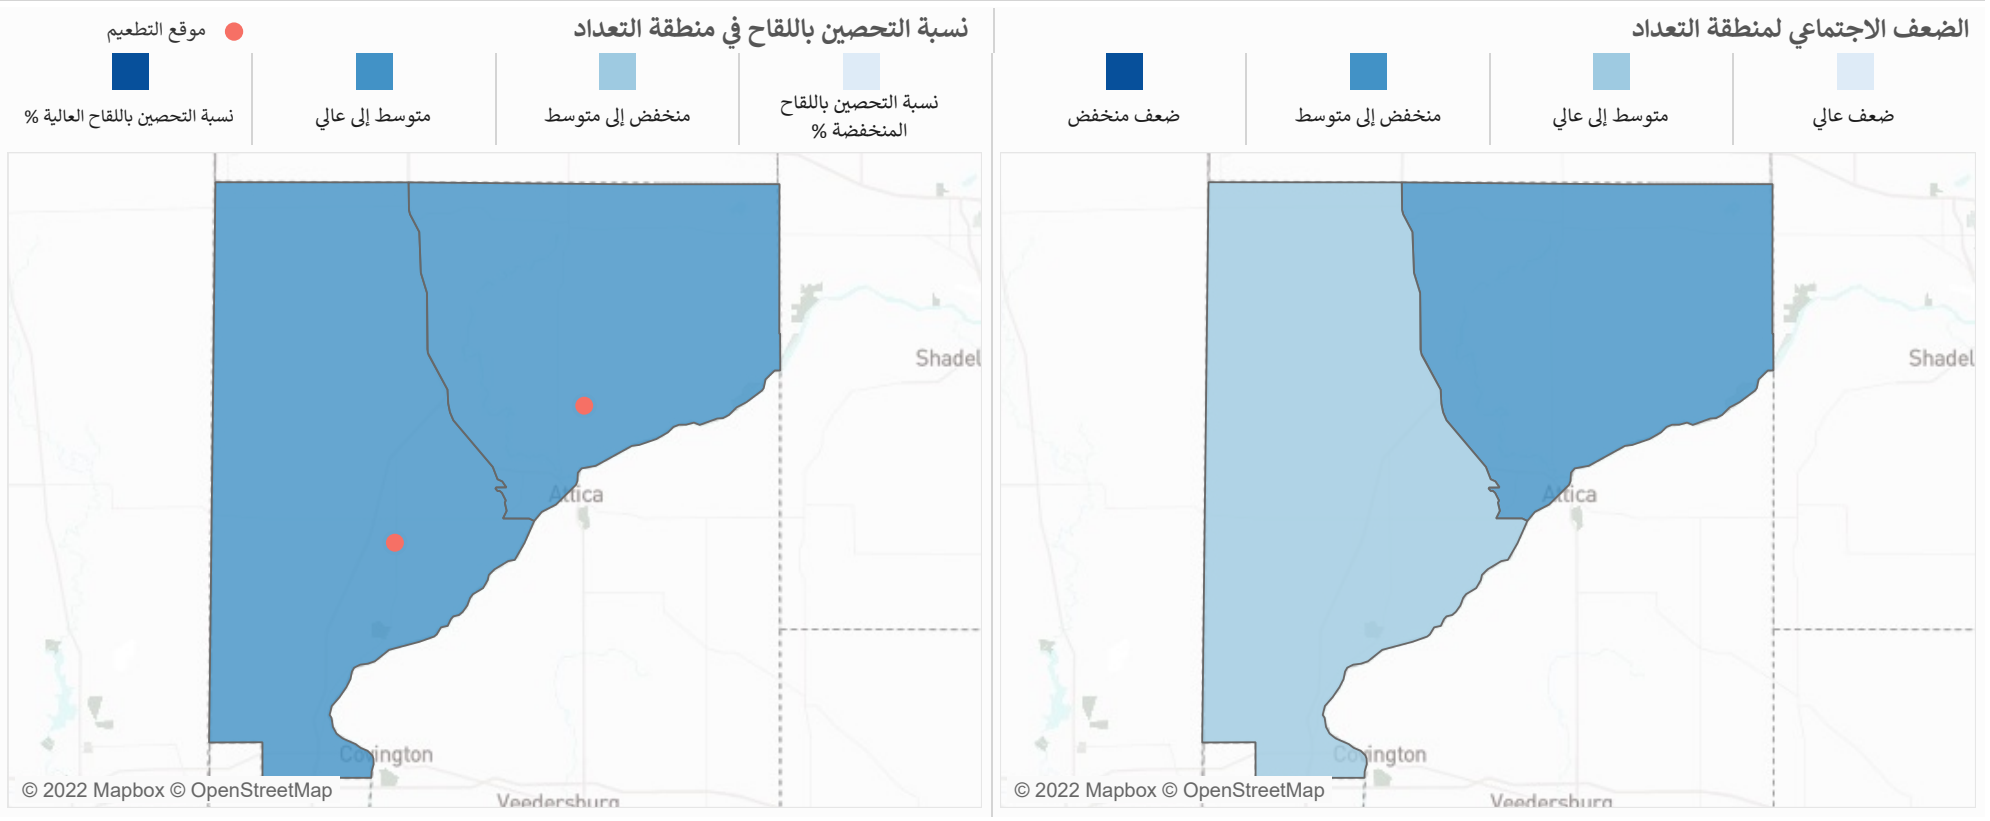 الضعف الاجتماعي لمنطقة التعداد
ضعف عالي
متوسط إلى عالي
منخفض إلى متوسط
ضعف منخفض
Shadel
Attica
Covington
Veedersburg
© 2022 Mapbox © OpenStreetMap
نسبة التحصين باللقاح في منطقة التعداد
موقع التطعيم
نسبة التحصين باللقاح
المنخفضة %
منخفض إلى متوسط
متوسط إلى عالي
نسبة التحصين باللقاح العالية %
Shadel
Attica
Covington
Veedersburg
© 2022 Mapbox © OpenStreetMap